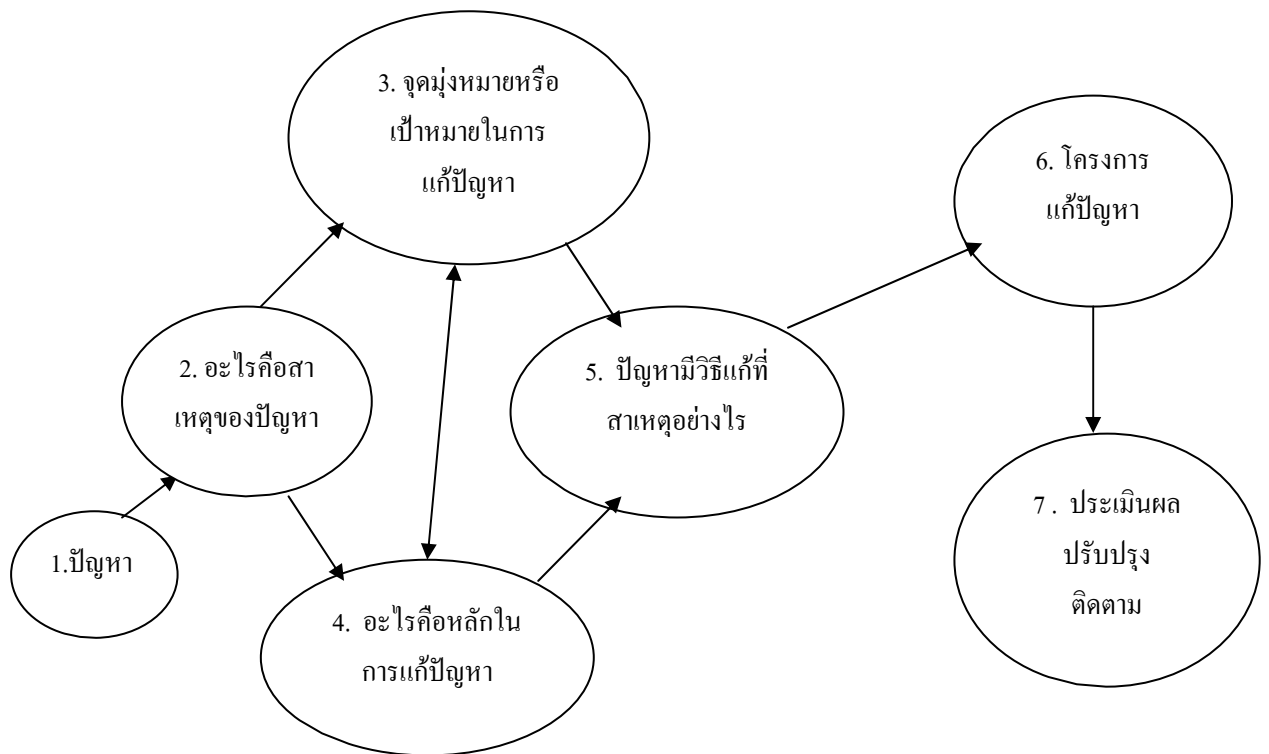 1.ปัญหา
2. อะไรคือสา
เหตุของปัญหา
3. จุดมุ่งหมายหรือ
เป้าหมายในการ
แก้ปัญหา
4. อะไรคือหลักใน
การแก้ปัญหา
5. ปัญหามีวิธีแก้ที่
สาเหตุอย่างไร
6. โครงการ
แก้ปัญหา
7 . ประเมินผล
ปรับปรุง
ติดตาม